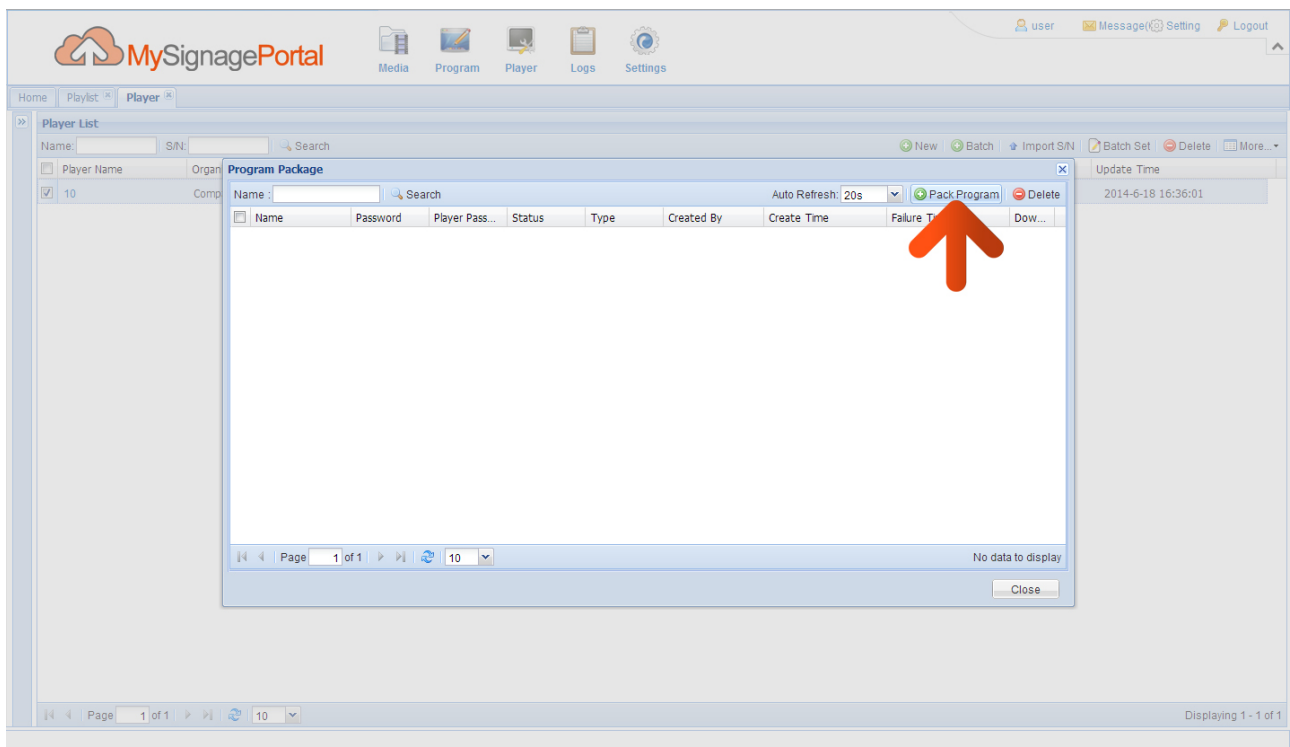 user Message( Setting Logout
MySignagePortal
Media Program Player Logs Settings
Home Playlist Player
Player List
Name: S/N: Search New Batch Import S/N Batch Set Delete More...
Player Name Organ Update Time
10 Comp 2014-6-18 16:36:01
Program Package
Name : Search Auto Refresh: 20s Pack Program Delete
Name Password Player Pass... Status Type Created By Create Time Failure T Dow...
Page 1 of 1 10 No data to display
Close
Page 1 of 1 10 Displaying 1 - 1 of 1